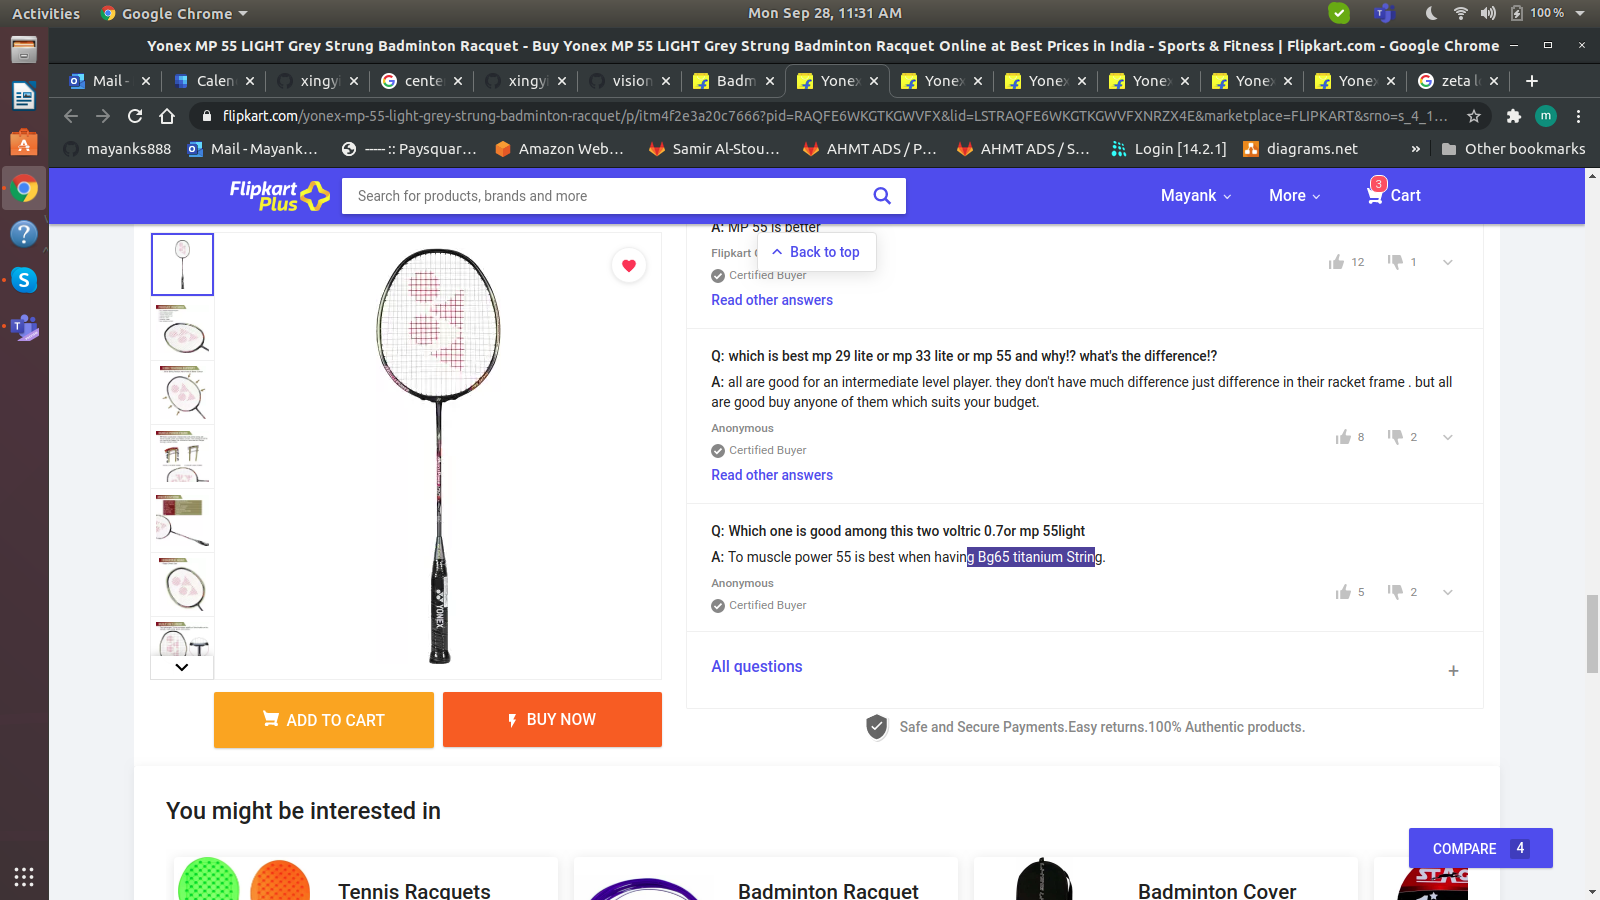 Activities
Google Chrome
Mon Sep 28, 11:31 AM
100 %
Yonex MP 55 LIGHT Grey Strung Badminton Racquet - Buy Yonex MP 55 LIGHT Grey Strung Badminton Racquet Online at Best Prices in India - Sports & Fitness | Flipkart.com - Google Chrome
Mail -
Calen
xingyi
cente
xingyi
vision
Badm
Yonex
Yonex
Yonex
Yonex
Yonex
Yonex
zeta l
flipkart.com/yonex-mp-55-light-grey-strung-badminton-racquet/p/itm4f2e3a20c7666?pid=RAQFE6WKGTKGWVFX&lid=LSTRAQFE6WKGTKGWVFXNRZX4E&marketplace=FLIPKART&srno=s_4_1...
m
mayanks888
Mail - Mayank...
----:: Paysquar...
Amazon Web...
Samir Al-Stou...
AHMT ADS / P...
AHMT ADS / S...
Login [14.2.1]
diagrams.net
»
Other bookmarks
Flipkart
Plus
Search for products, brands and more
Mayank
More
3
Cart
A: MP 55 is better
Flipkart
Back to top
Certified Buyer
12
1
Read other answers
Q: which is best mp 29 lite or mp 33 lite or mp 55 and why!? what's the difference!?
A: all are good for an intermediate level player. they don't have much difference just difference in their racket frame . but all
are good buy anyone of them which suits your budget.
Anonymous
Certified Buyer
8
2
Read other answers
Q: Which one is good among this two voltric 0.7or mp 55light
A: To muscle power 55 is best when having Bg65 titanium String.
Anonymous
Certified Buyer
5
2
All questions
+
YONEX
ADD TO CART
BUY NOW
Safe and Secure Payments.Easy returns.100% Authentic products.
You might be interested in
COMPARE 4
Tennis Racquets
Badminton Racquet
Badminton Cover